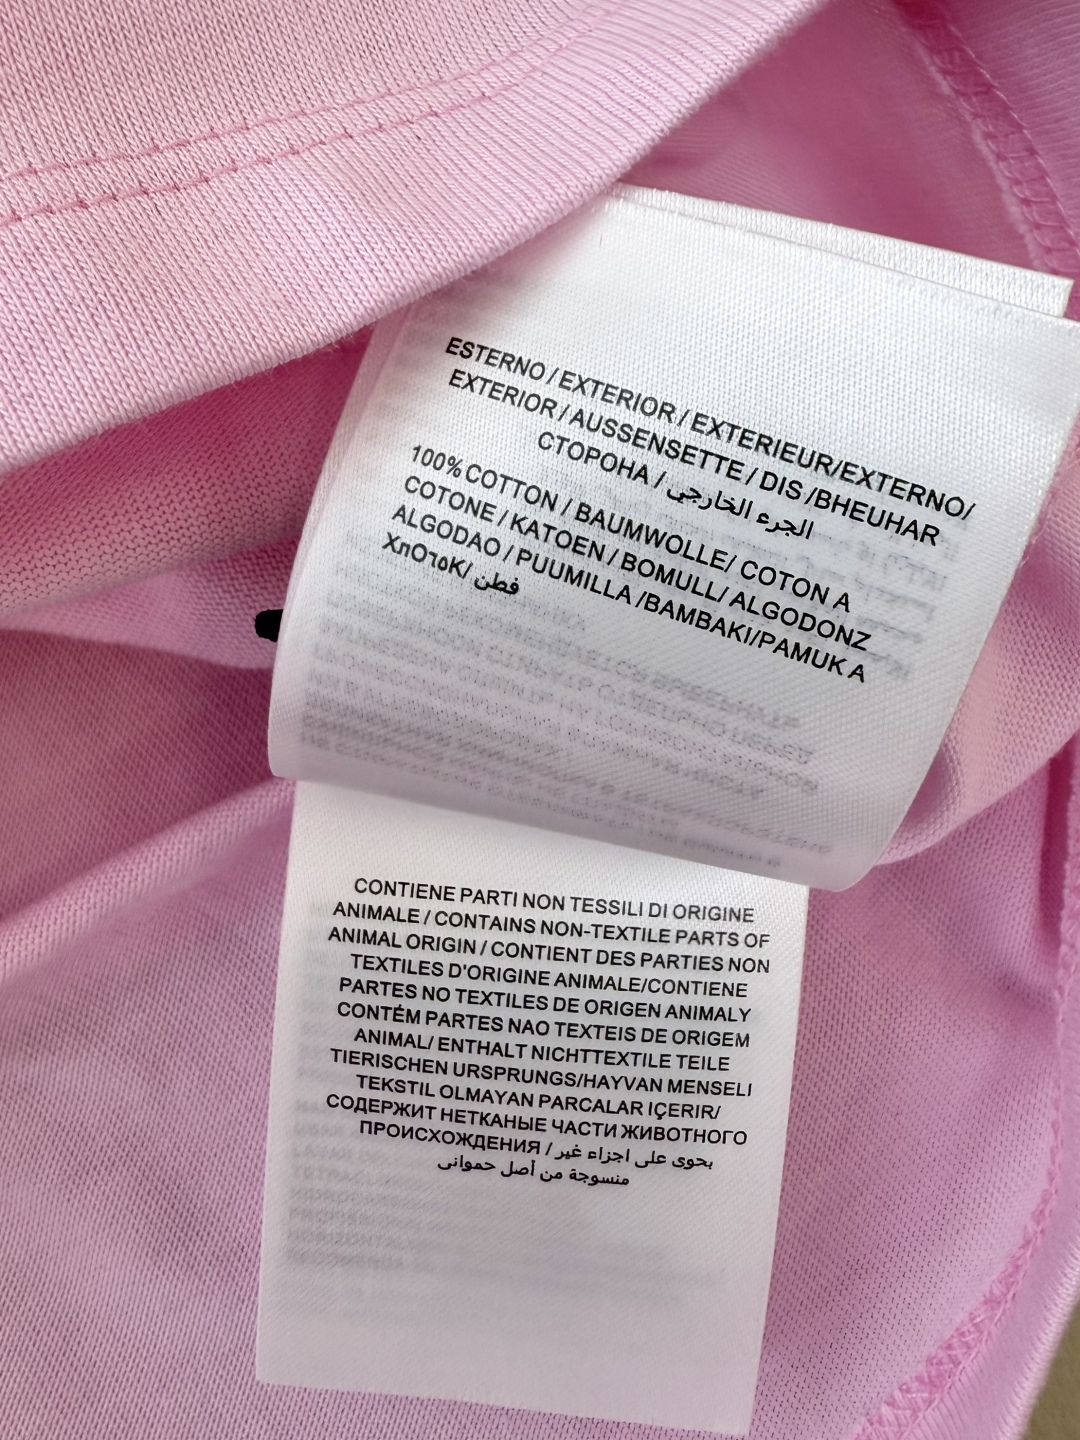 ESTERNO / EXTERIOR / EXTERIEUR/EXTERNO/
EXTERIOR / AUSSENSETTE / DIS /BHEUHAR
СТОРОНА / الجزء الخارجي
100% COTTON / BAUMWOLLE/ COTON A
COTONE / KATOEN / BOMULL/ ALGODONZ
ALGODAO / PUUMILLA /BAMBAKI/PAMUK A
ХлО҃бК/ قطن
CONTIENE PARTI NON TESSILI DI ORIGINE
ANIMALE / CONTAINS NON-TEXTILE PARTS OF
ANIMAL ORIGIN / CONTIENT DES PARTIES NON
TEXTILES D'ORIGINE ANIMALE/CONTIENE
PARTES NO TEXTILES DE ORIGEN ANIMALY
CONTÉM PARTES NAO TEXTEIS DE ORIGEM
ANIMAL/ ENTHALT NICHTTEXTILE TEILE
TIERISCHEN URSPRUNGS/HAYVAN MENSELI
TEKSTIL OLMAYAN PARCALAR IÇERIR/
СОДЕРЖИТ НЕТКАНЫЕ ЧАСТИ ЖИВОТНОГО
ПРОИСХОЖДЕНИЯ / بحوى على اجزاء غير
منسوجة من أصل حموانى